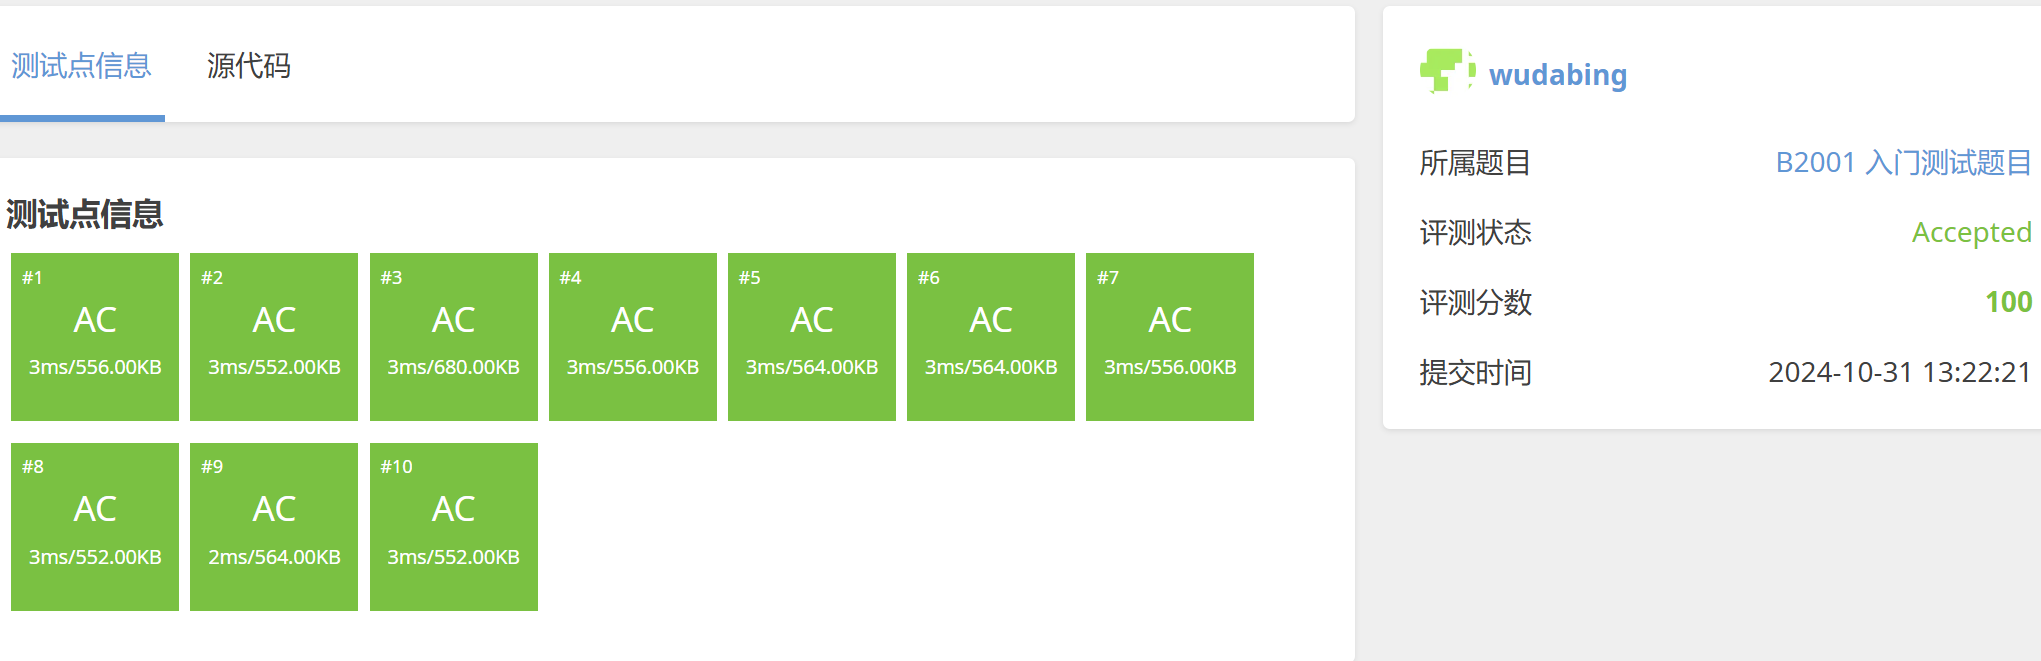 测试点信息 源代码
测试点信息
#1 #2 #3 #4 #5 #6 #7
AC AC AC AC AC AC AC
3ms/556.00KB 3ms/552.00KB 3ms/680.00KB 3ms/556.00KB 3ms/564.00KB 3ms/564.00KB 3ms/556.00KB
#8 #9 #10
AC AC AC
3ms/552.00KB 2ms/564.00KB 3ms/552.00KB
wudabing
所属题目 B2001 入门测试题目
评测状态 Accepted
评测分数 100
提交时间 2024-10-31 13:22:21